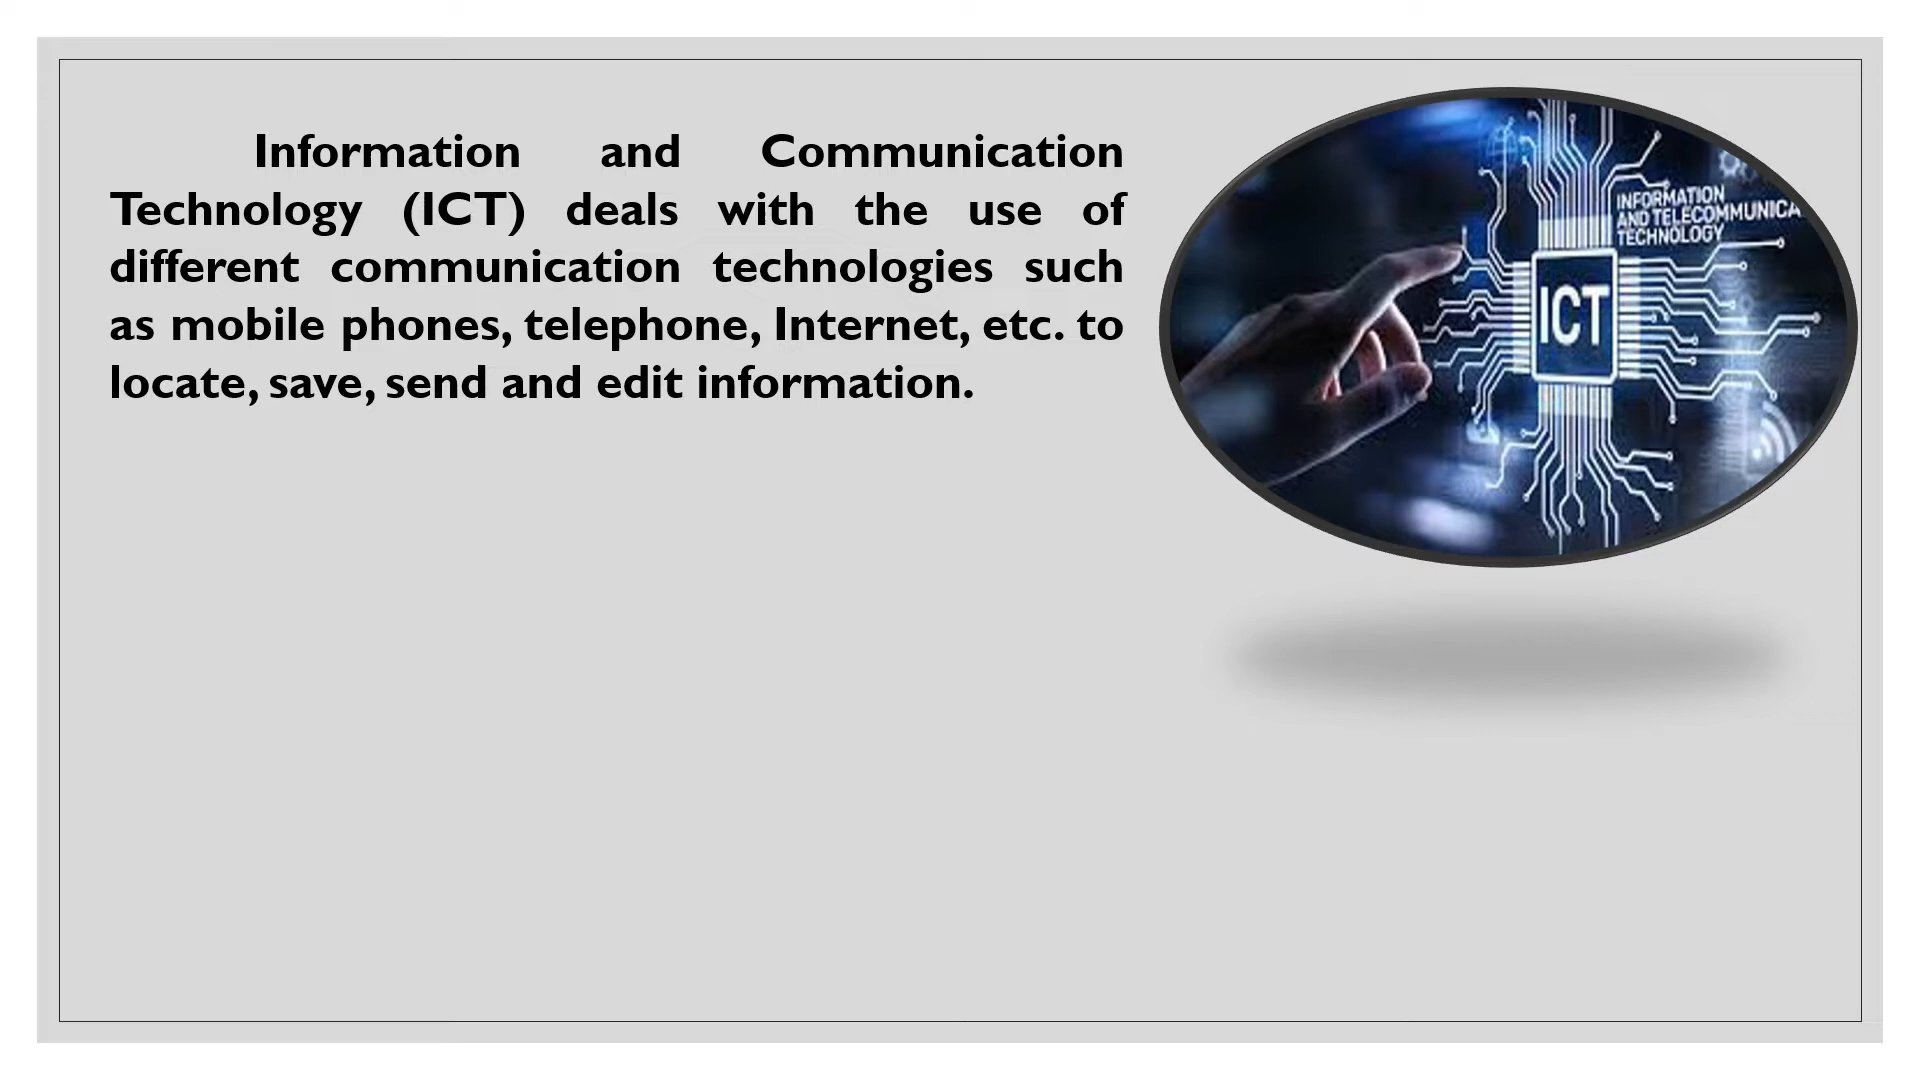 Information and Communication
Technology (ICT) deals with the use of
different communication technologies such
as mobile phones, telephone, Internet, etc. to
locate, save, send and edit information.
INFORMATION
AND TELECOMMUNICA
TECHNOLOGY
ICT